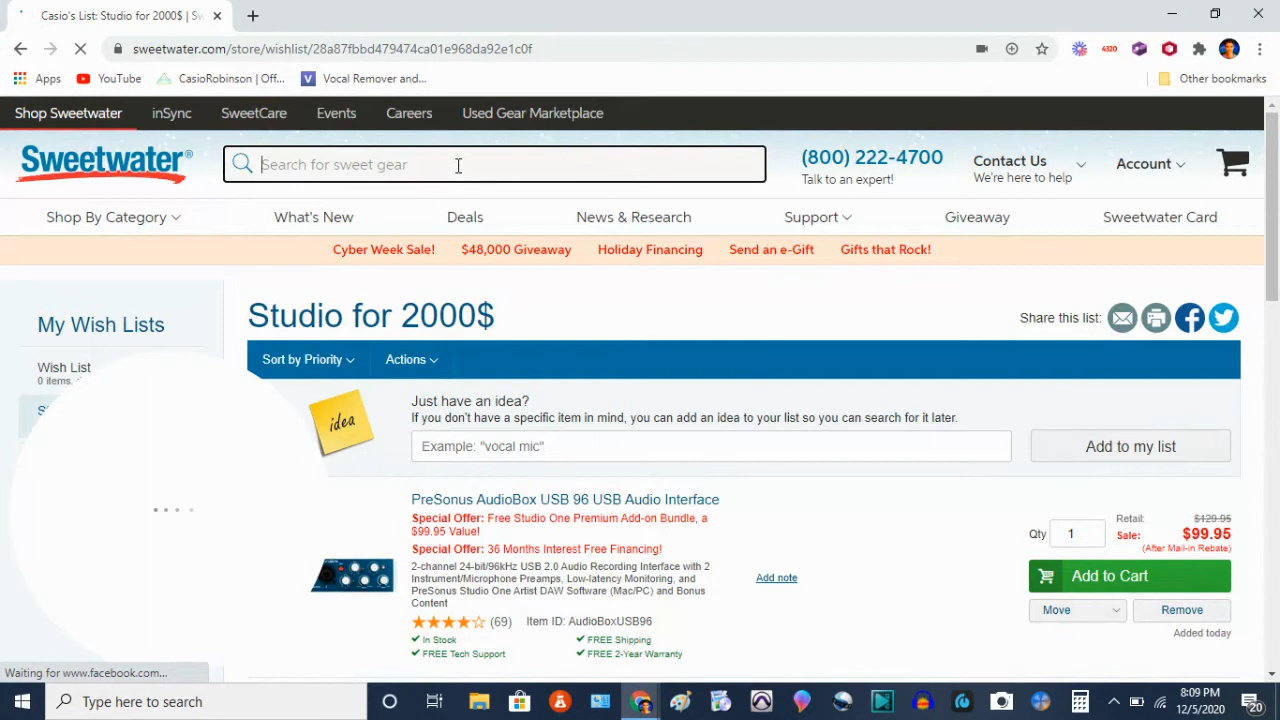 Casio's List: Studio for 2000$ | Sw
sweetwater.com/store/wishlist/28a87fbbd479474ca01e968da92e1c0f
4320
Apps YouTube CasioRobinson | Off... Vocal Remover and... Other bookmarks
Shop Sweetwater inSync SweetCare Events Careers Used Gear Marketplace
Sweetwater® Search for sweet gear (800) 222-4700 Talk to an expert! Contact Us We're here to help Account
Shop By Category What's New Deals News & Research Support Giveaway Sweetwater Card
Cyber Week Sale! $48,000 Giveaway Holiday Financing Send an e-Gift Gifts that Rock!
My Wish Lists
Wish List
0 items,
Studio for 2000$
Share this list:
Sort by Priority Actions
idea
Just have an idea?
If you don't have a specific item in mind, you can add an idea to your list so you can search for it later.
Example: "vocal mic" Add to my list
PreSonus AudioBox USB 96 USB Audio Interface
Special Offer: Free Studio One Premium Add-on Bundle, a
$99.95 Value!
Special Offer: 36 Months Interest Free Financing!
2-channel 24-bit/96kHz USB 2.0 Audio Recording Interface with 2
Instrument/Microphone Preamps, Low-latency Monitoring, and
PreSonus Studio One Artist DAW Software (Mac/PC) and Bonus
Content
Add note
(69) Item ID: AudioBoxUSB96
In Stock FREE Shipping
FREE Tech Support FREE 2-Year Warranty
Qty 1
Retail: $129.95
Sale: $99.95
(After Mail-in Rebate)
Add to Cart
Move Remove
Added today
Waiting for www.facebook.com...
Type here to search
8:09 PM
12/5/2020
20